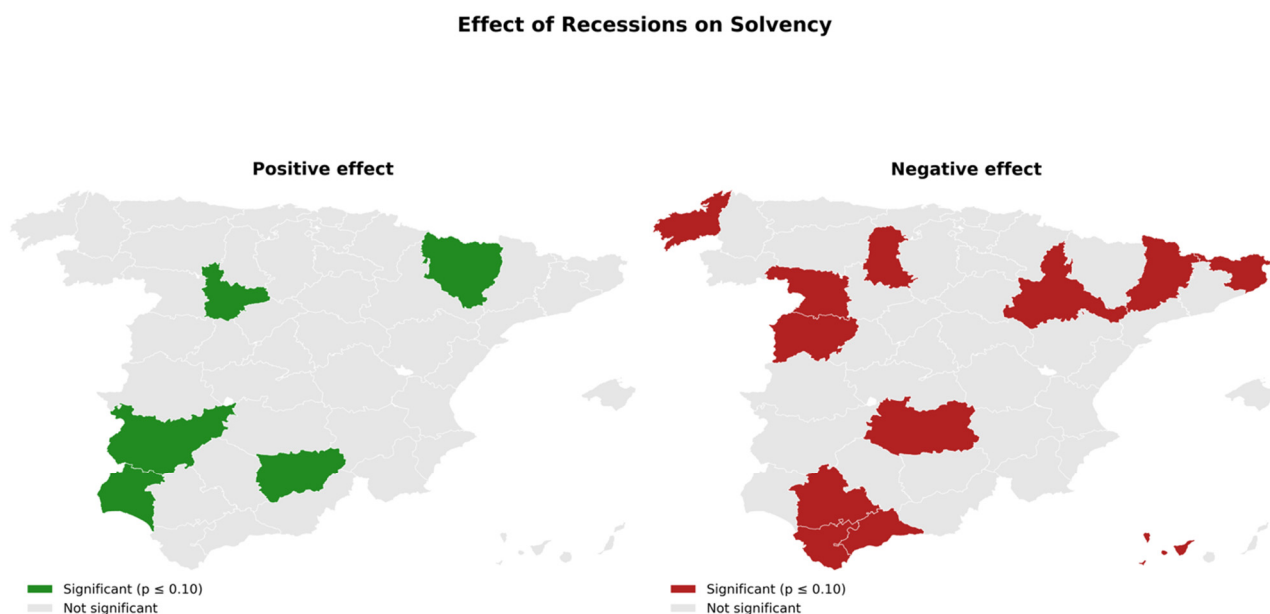 Effect of Recessions on Solvency
Positive effect
Negative effect
Significant (p ≤ 0.10)
Not significant
Significant (p ≤ 0.10)
Not significant